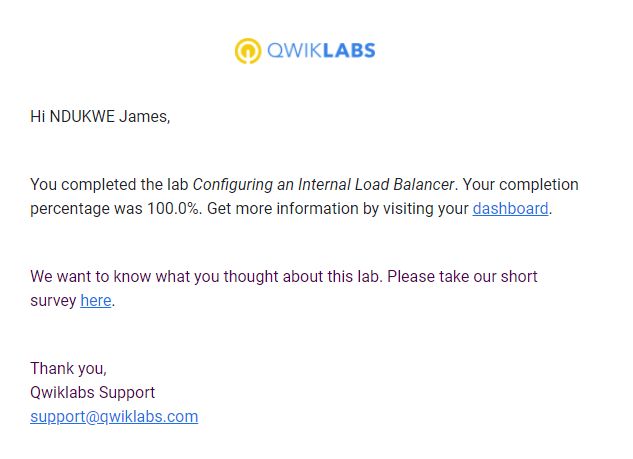 QWIKLABS
Hi NDUKWE James,
You completed the lab Configuring an Internal Load Balancer. Your completion
percentage was 100.0%. Get more information by visiting your dashboard.
We want to know what you thought about this lab. Please take our short
survey here.
Thank you,
Qwiklabs Support
support@qwiklabs.com